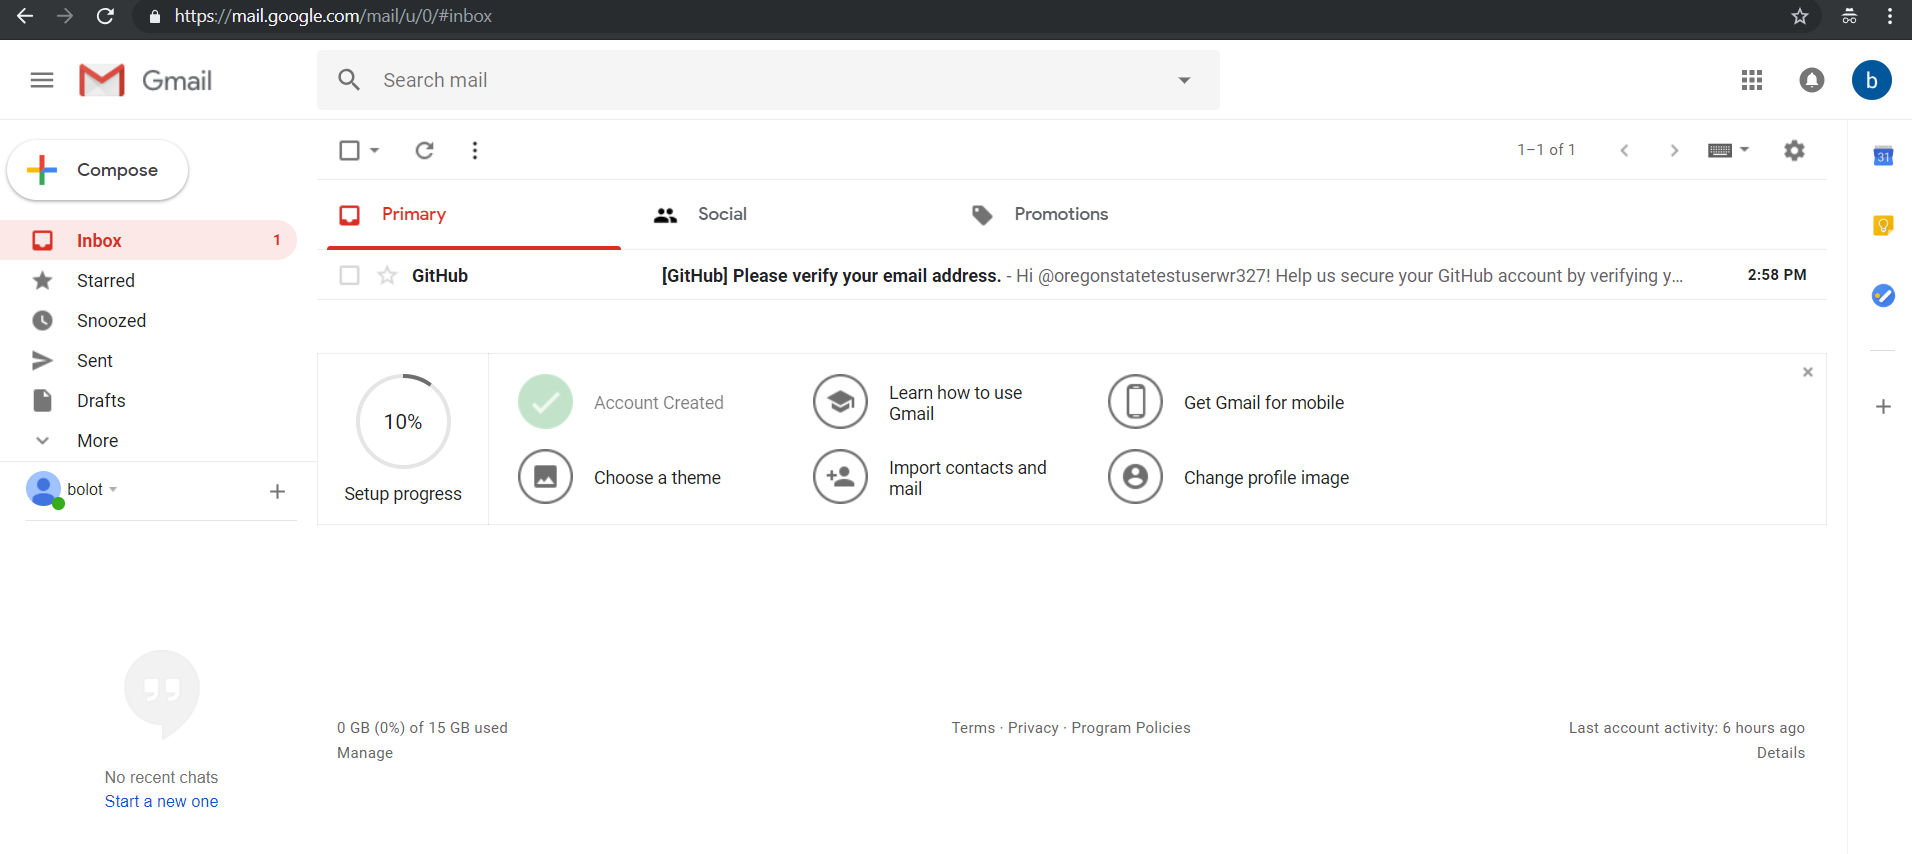 https://mail.google.com/mail/u/0/#inbox
Gmail
Search mail
b
Compose
1–1 of 1
31
Primary
Social
Promotions
Inbox 1
Starred
Snoozed
Sent
Drafts
More
bolot
GitHub [GitHub] Please verify your email address. - Hi @oregonstatetestuserwr327! Help us secure your GitHub account by verifying y… 2:58 PM
10%
Setup progress
Account Created
Learn how to use
Gmail
Get Gmail for mobile
Choose a theme
Import contacts and
mail
Change profile image
No recent chats
Start a new one
0 GB (0%) of 15 GB used
Manage
Terms · Privacy · Program Policies
Last account activity: 6 hours ago
Details